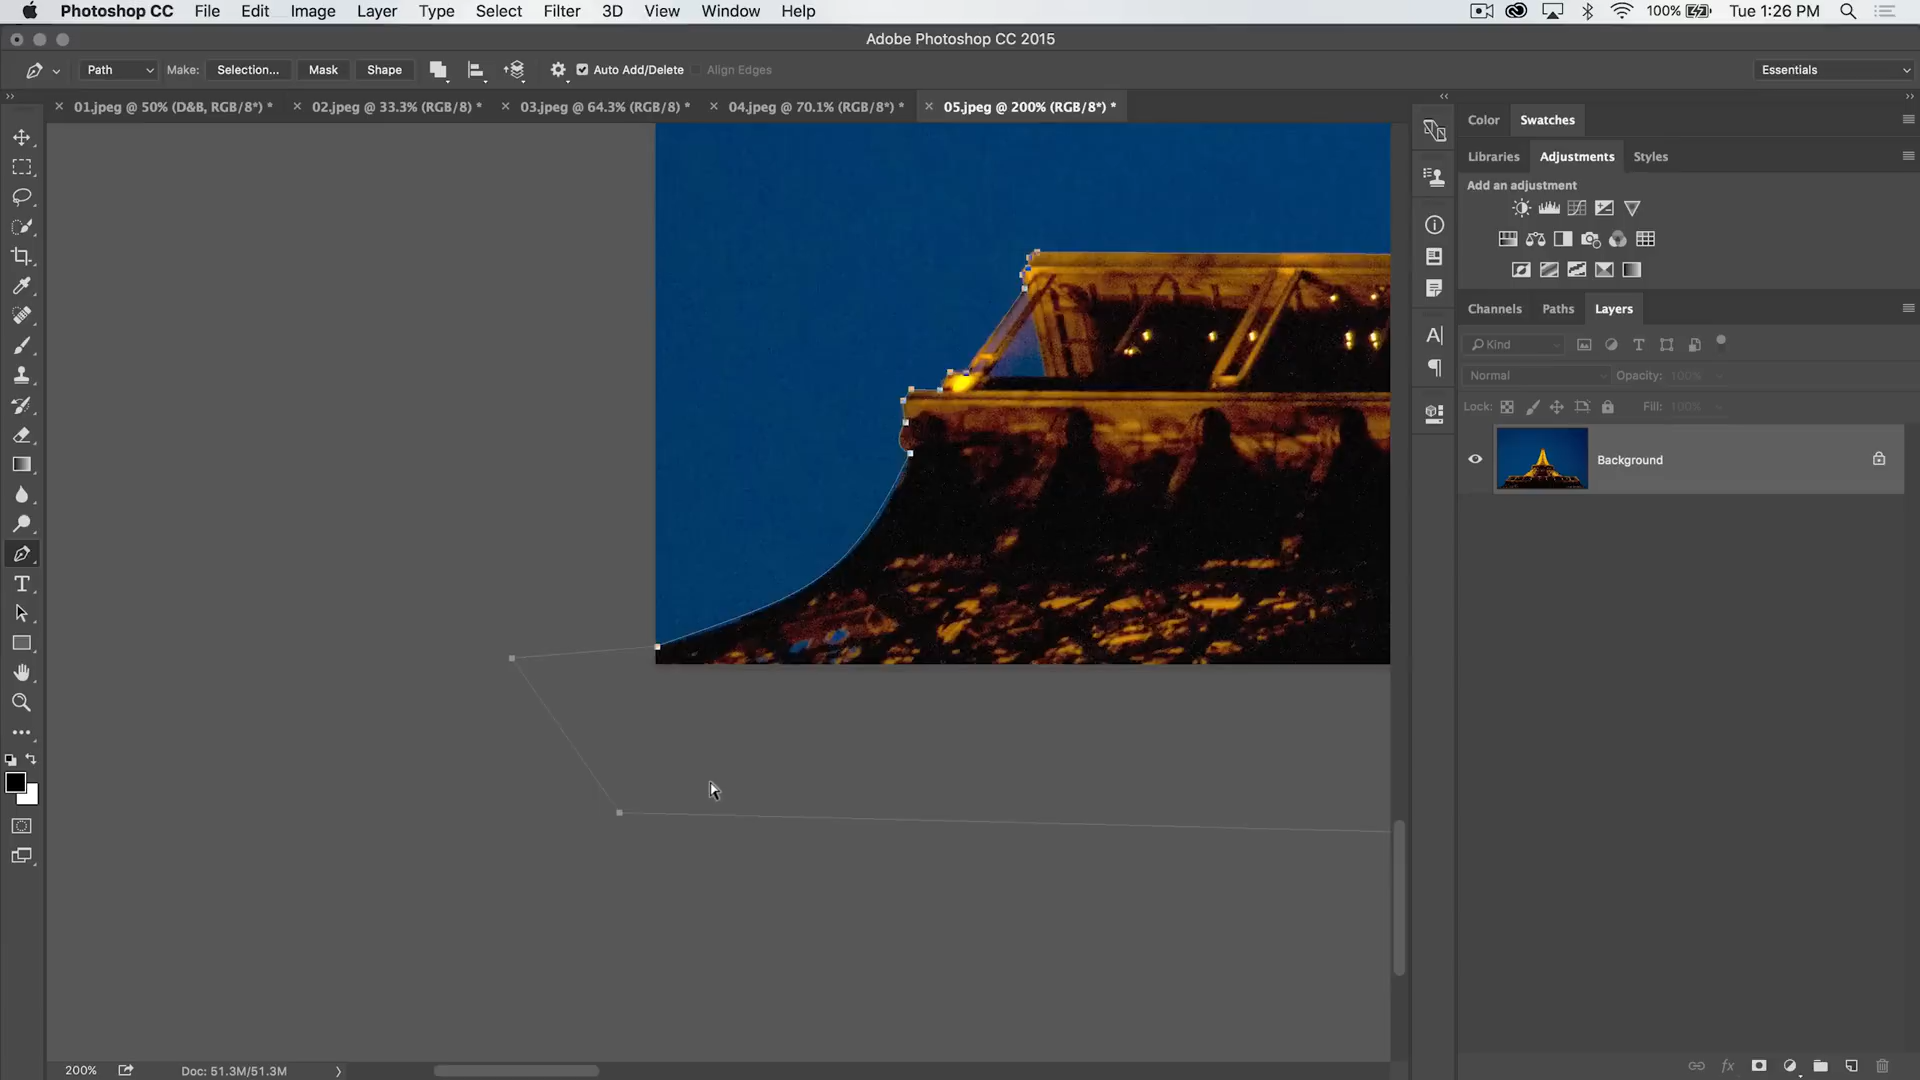 Photoshop CC File Edit Image Layer Type Select Filter 3D View Window Help 100% Tue 1:26 PM
Adobe Photoshop CC 2015
Path Make: Selection... Mask Shape Auto Add/Delete Align Edges Essentials
01.jpeg @ 50% (D&B, RGB/8*) * 02.jpeg @ 33.3% (RGB/8) * 03.jpeg @ 64.3% (RGB/8) * 04.jpeg @ 70.1% (RGB/8*) * 05.jpeg @ 200% (RGB/8*) *
Color Swatches
Libraries Adjustments Styles
Add an adjustment
Channels Paths Layers
Kind
Normal Opacity: 100%
Lock: Fill: 100%
Background
200% Doc: 51.3M/51.3M